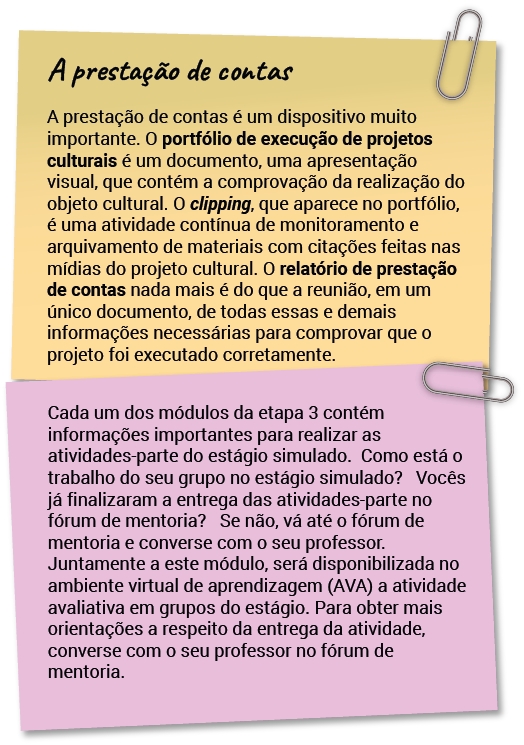 A prestação de contas
A prestação de contas é um dispositivo muito
importante. O portfólio de execução de projetos
culturais é um documento, uma apresentação
visual, que contém a comprovação da realização do
objeto cultural. O clipping, que aparece no portfólio,
é uma atividade contínua de monitoramento e
arquivamento de materiais com citações feitas nas
mídias do projeto cultural. O relatório de prestação
de contas nada mais é do que a reunião, em um
único documento, de todas essas e demais
informações necessárias para comprovar que o
projeto foi executado corretamente.
Cada um dos módulos da etapa 3 contém
informações importantes para realizar as
atividades-parte do estágio simulado. Como está o
trabalho do seu grupo no estágio simulado? Vocês
já finalizaram a entrega das atividades-parte no
fórum de mentoria? Se não, vá até o fórum de
mentoria e converse com o seu professor.
Juntamente a este módulo, será disponibilizada no
ambiente virtual de aprendizagem (AVA) a atividade
avaliativa em grupos do estágio. Para obter mais
orientações a respeito da entrega da atividade,
converse com o seu professor no fórum de
mentoria.